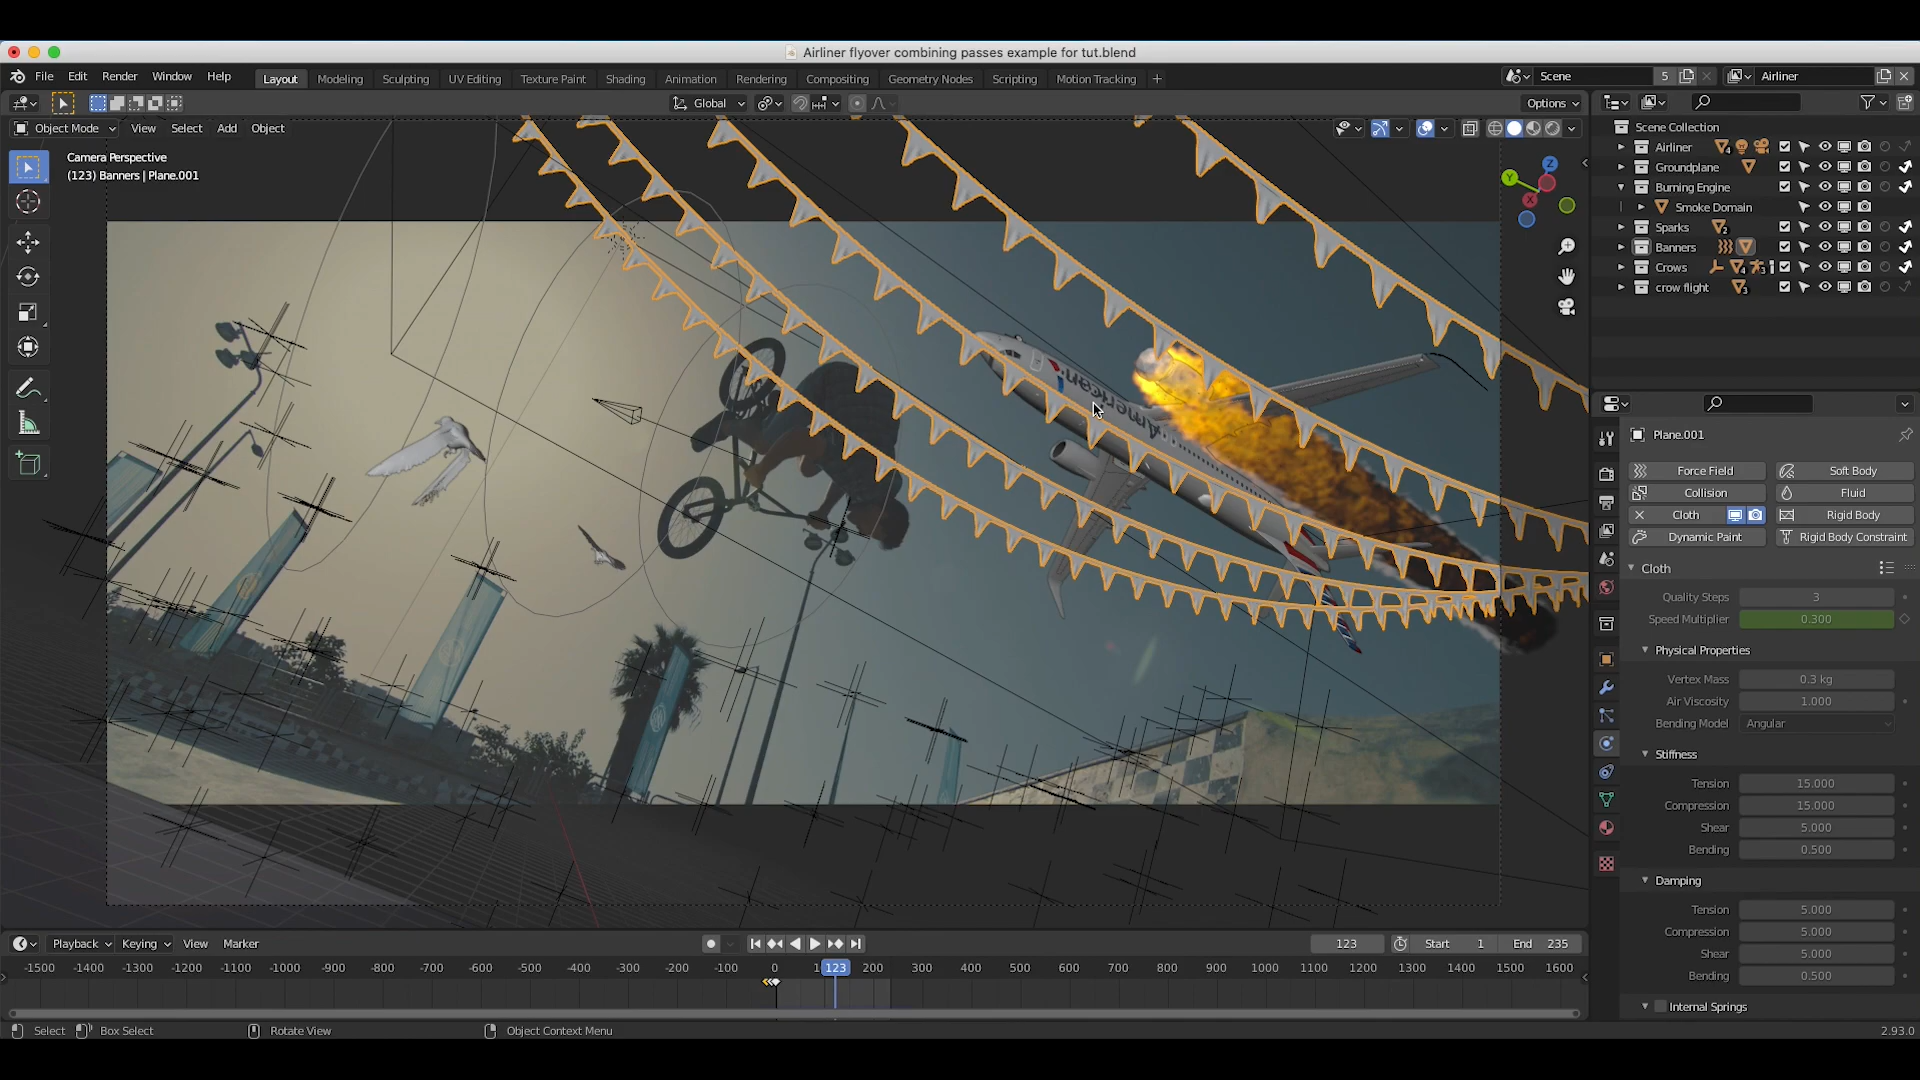 Airliner flyover combining passes example for tut.blend
File Edit Render Window Help Layout Modeling Sculpting UV Editing Texture Paint Shading Animation Rendering Compositing Geometry Nodes Scripting Motion Tracking + Scene 5 Airliner
Global Options
Object Mode View Select Add Object
Camera Perspective
(123) Banners | Plane.001
Z
Y
X
American
Scene Collection
Airliner 4
Groundplane
Burning Engine
Smoke Domain
Sparks 2
Banners
Crows 4 3
crow flight 3
Plane.001
Force Field Soft Body
Collision Fluid
Cloth Rigid Body
Dynamic Paint Rigid Body Constraint
Cloth
Quality Steps 3
Speed Multiplier 0.300
Physical Properties
Vertex Mass 0.3 kg
Air Viscosity 1.000
Bending Model Angular
Stiffness
Tension 15.000
Compression 15.000
Shear 5.000
Bending 0.500
Damping
Tension 5.000
Compression 5.000
Shear 5.000
Bending 0.500
Internal Springs
Playback Keying View Marker 123 Start 1 End 235
-1500 -1400 -1300 -1200 -1100 -1000 -900 -800 -700 -600 -500 -400 -300 -200 -100 0 123 200 300 400 500 600 700 800 900 1000 1100 1200 1300 1400 1500 1600
Select Box Select Rotate View Object Context Menu 2.93.0